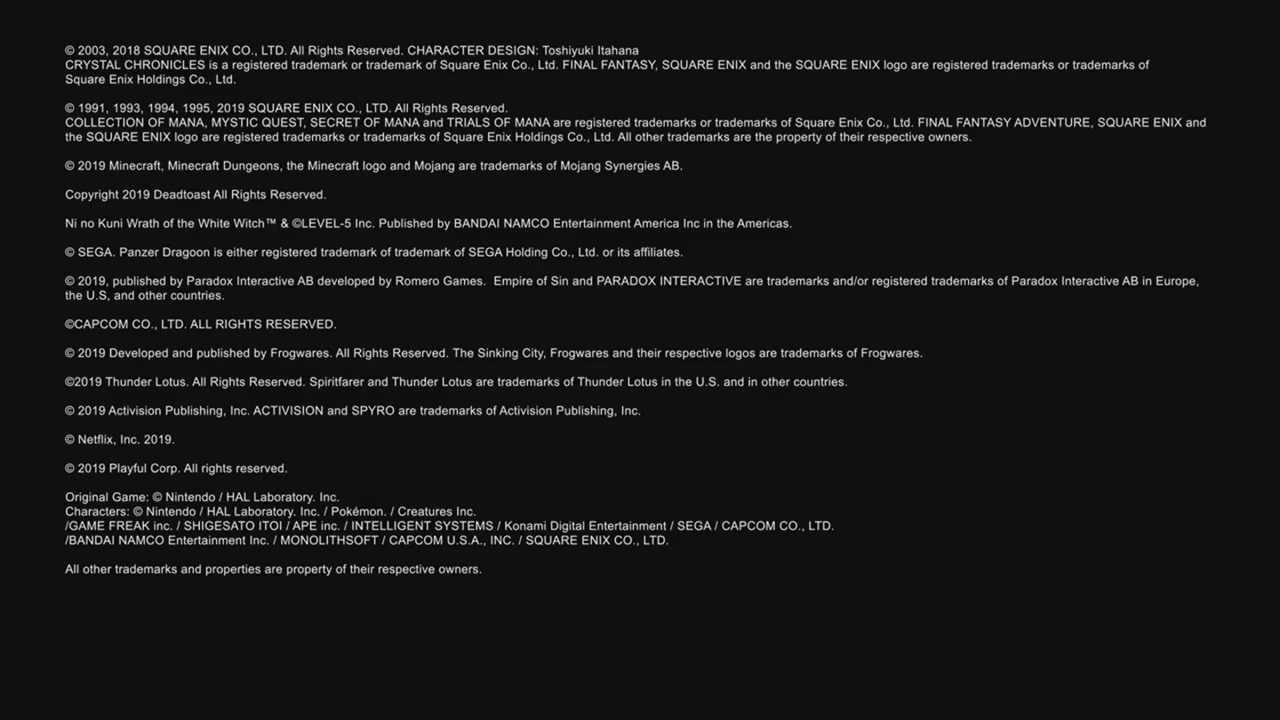 © 2003, 2018 SQUARE ENIX CO., LTD. All Rights Reserved. CHARACTER DESIGN: Toshiyuki Itahana
CRYSTAL CHRONICLES is a registered trademark or trademark of Square Enix Co., Ltd. FINAL FANTASY, SQUARE ENIX and the SQUARE ENIX logo are registered trademarks or trademarks of
Square Enix Holdings Co., Ltd.
© 1991, 1993, 1994, 1995, 2019 SQUARE ENIX CO., LTD. All Rights Reserved.
COLLECTION OF MANA, MYSTIC QUEST, SECRET OF MANA and TRIALS OF MANA are registered trademarks or trademarks of Square Enix Co., Ltd. FINAL FANTASY ADVENTURE, SQUARE ENIX and
the SQUARE ENIX logo are registered trademarks or trademarks of Square Enix Holdings Co., Ltd. All other trademarks are the property of their respective owners.
© 2019 Minecraft, Minecraft Dungeons, the Minecraft logo and Mojang are trademarks of Mojang Synergies AB.
Copyright 2019 Deadtoast All Rights Reserved.
Ni no Kuni Wrath of the White Witch™ & ©LEVEL-5 Inc. Published by BANDAI NAMCO Entertainment America Inc in the Americas.
© SEGA. Panzer Dragoon is either registered trademark of trademark of SEGA Holding Co., Ltd. or its affiliates.
© 2019, published by Paradox Interactive AB developed by Romero Games. Empire of Sin and PARADOX INTERACTIVE are trademarks and/or registered trademarks of Paradox Interactive AB in Europe,
the U.S, and other countries.
©CAPCOM CO., LTD. ALL RIGHTS RESERVED.
© 2019 Developed and published by Frogwares. All Rights Reserved. The Sinking City, Frogwares and their respective logos are trademarks of Frogwares.
©2019 Thunder Lotus. All Rights Reserved. Spiritfarer and Thunder Lotus are trademarks of Thunder Lotus in the U.S. and in other countries.
© 2019 Activision Publishing, Inc. ACTIVISION and SPYRO are trademarks of Activision Publishing, Inc.
© Netflix, Inc. 2019.
© 2019 Playful Corp. All rights reserved.
Original Game: © Nintendo / HAL Laboratory. Inc.
Characters: © Nintendo / HAL Laboratory. Inc. / Pokémon. / Creatures Inc.
/GAME FREAK inc. / SHIGESATO ITOI / APE inc. / INTELLIGENT SYSTEMS / Konami Digital Entertainment / SEGA / CAPCOM CO., LTD.
/BANDAI NAMCO Entertainment Inc. / MONOLITHSOFT / CAPCOM U.S.A., INC. / SQUARE ENIX CO., LTD.
All other trademarks and properties are property of their respective owners.